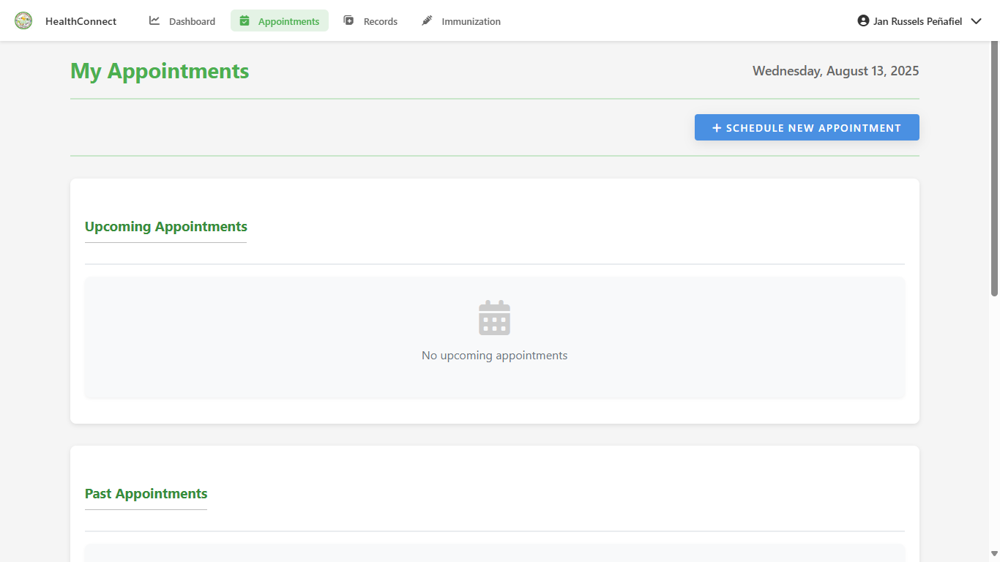 HealthConnect Dashboard Appointments Records Immunization Jan Russels Peñafiel
My Appointments Wednesday, August 13, 2025
+ SCHEDULE NEW APPOINTMENT
Upcoming Appointments
No upcoming appointments
Past Appointments